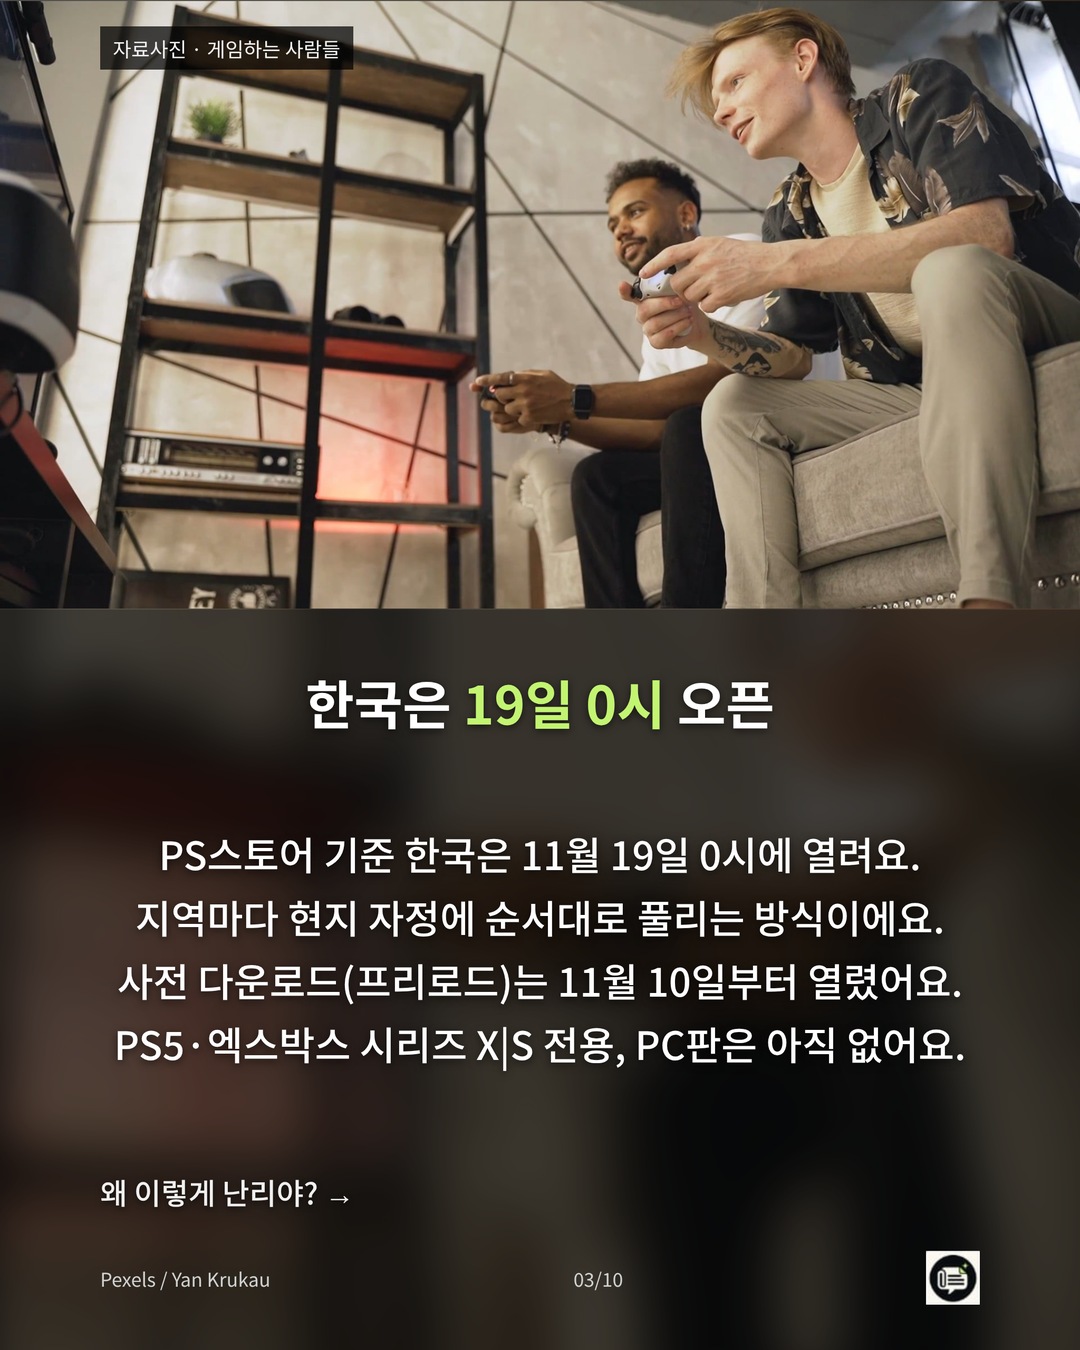 자료사진 · 게임하는 사람들
한국은 19일 0시 오픈
PS스토어 기준 한국은 11월 19일 0시에 열려요.
지역마다 현지 자정에 순서대로 풀리는 방식이에요.
사전 다운로드(프리로드)는 11월 10일부터 열렸어요.
PS5·엑스박스 시리즈 X|S 전용, PC판은 아직 없어요.
왜 이렇게 난리야? →
Pexels / Yan Krukau
03/10